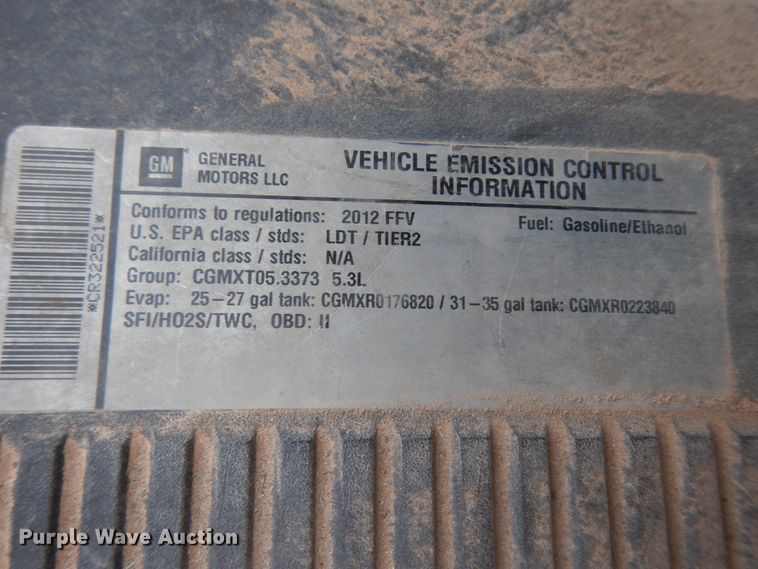 GM GENERAL MOTORS LLC
VEHICLE EMISSION CONTROL
INFORMATION
Conforms to regulations: 2012 FFV
Fuel: Gasoline/Ethanol
U.S. EPA class / stds: LDT / TIER2
California class / stds: N/A
Group: CGMXT05.3373 5.3L
Evap: 25-27 gal tank: CGMXR0176820 / 31-35 gal tank: CGMXR0223840
SFI/HO2S/TWC, OBD: II
*CR322521*
Purple Wave Auction